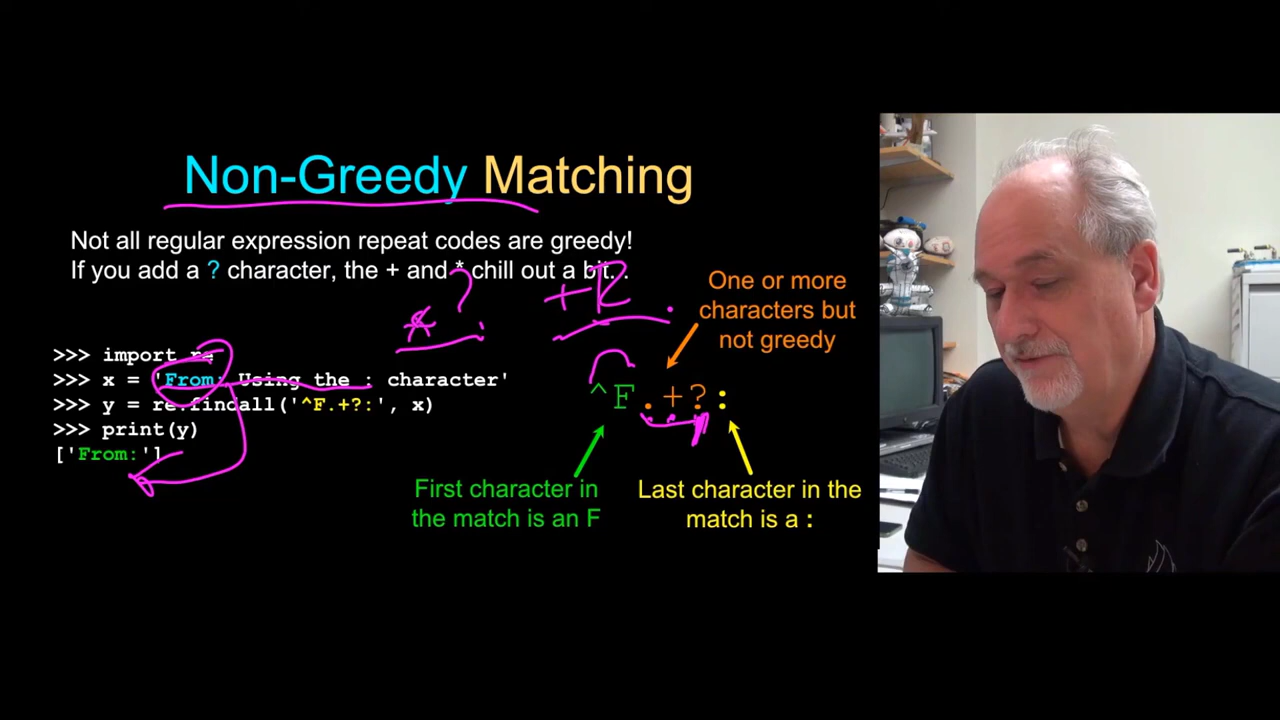 Non-Greedy Matching
Not all regular expression repeat codes are greedy!
If you add a ? character, the + and * chill out a bit...
*?
+?
One or more
characters but
not greedy
>>> import re
>>> x = 'From: Using the : character'
>>> y = re.findall('^F.+?:', x)
>>> print(y)
['From:']
^F.+?:
First character in
the match is an F
Last character in the
match is a :